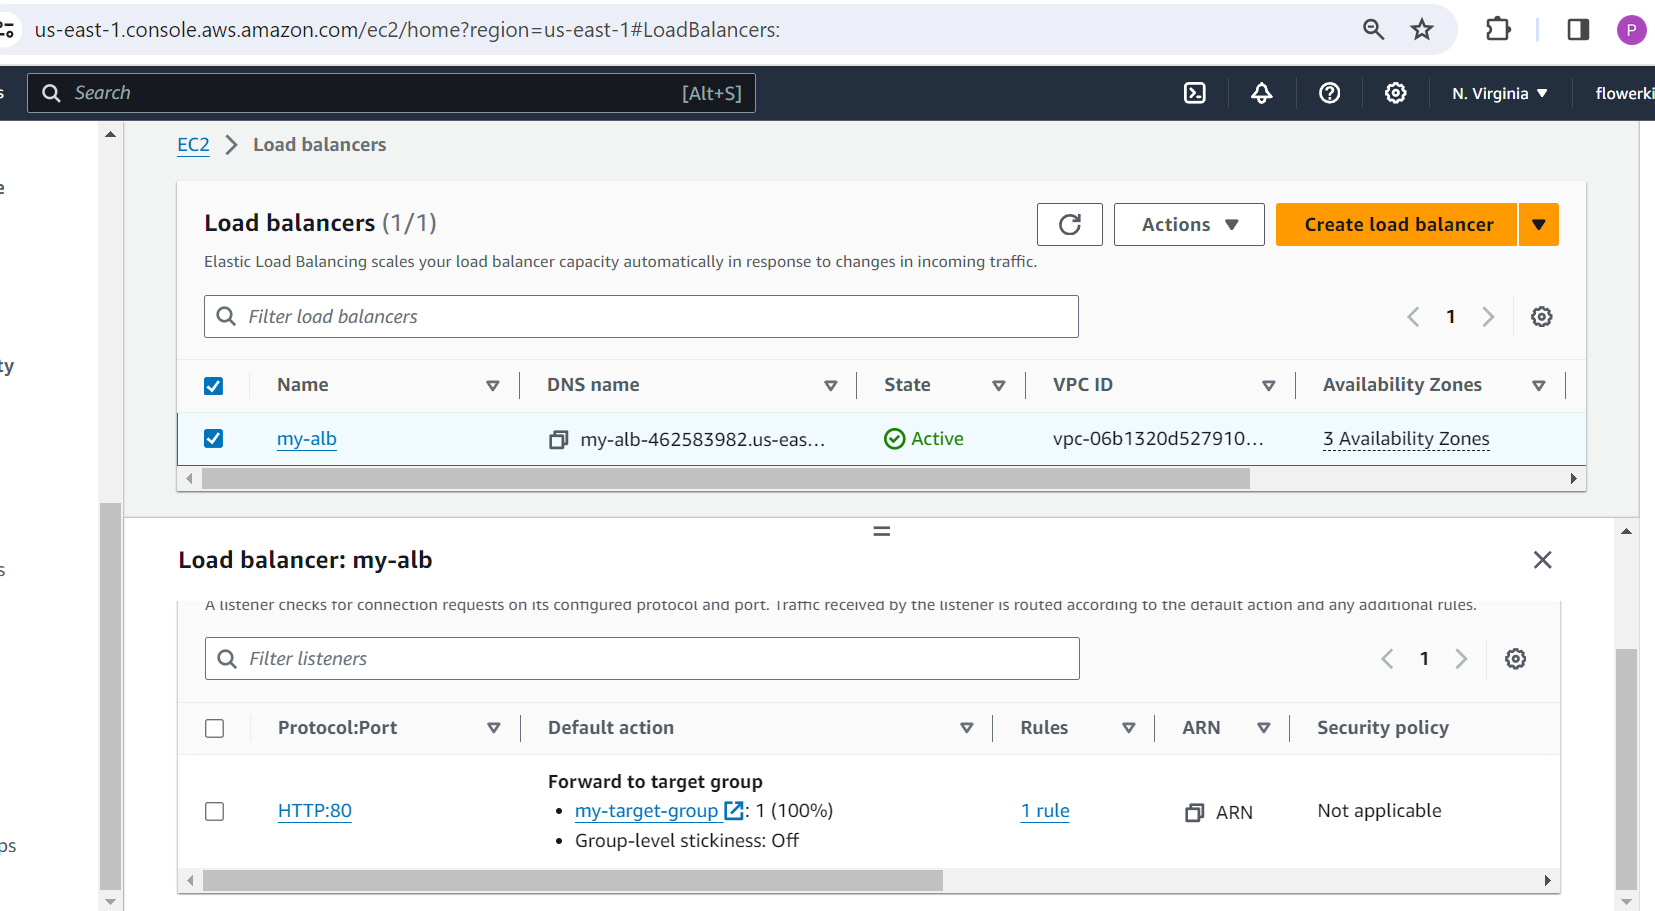 us-east-1.console.aws.amazon.com/ec2/home?region=us-east-1#LoadBalancers:
P
s
Search
[Alt+S]
N. Virginia
flowerki
e
ty
s
ps
EC2 > Load balancers
Load balancers (1/1)
Actions
Create load balancer
Elastic Load Balancing scales your load balancer capacity automatically in response to changes in incoming traffic.
Filter load balancers
1
Name DNS name State VPC ID Availability Zones
my-alb my-alb-462583982.us-eas... Active vpc-06b1320d527910... 3 Availability Zones
Load balancer: my-alb
A listener checks for connection requests on its configured protocol and port. Traffic received by the listener is routed according to the default action and any additional rules.
Filter listeners
1
Protocol:Port Default action Rules ARN Security policy
Forward to target group
HTTP:80 • my-target-group : 1 (100%) 1 rule ARN Not applicable
• Group-level stickiness: Off